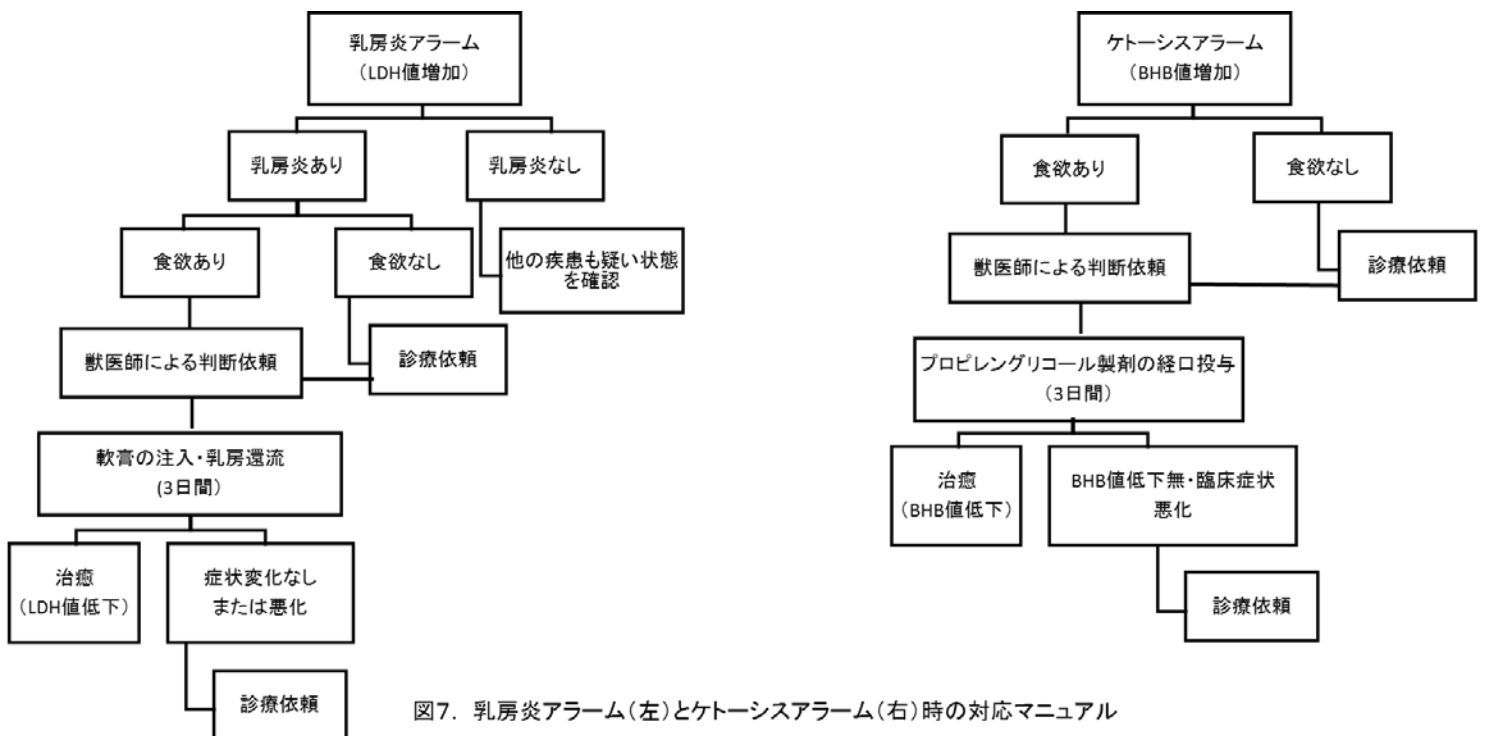 乳房炎アラーム
（LDH値増加）
乳房炎あり
乳房炎なし
食欲あり
食欲なし
他の疾患も疑い状態
を確認
獣医師による判断依頼
診療依頼
軟膏の注入・乳房還流
(3日間)
治癒
（LDH値低下）
症状変化なし
または悪化
診療依頼
ケトーシスアラーム
（BHB値増加）
食欲あり
食欲なし
獣医師による判断依頼
診療依頼
プロピレングリコール製剤の経口投与
（3日間）
治癒
（BHB値低下）
BHB値低下無・臨床症状
悪化
診療依頼
図7. 乳房炎アラーム（左）とケトーシスアラーム（右）時の対応マニュアル